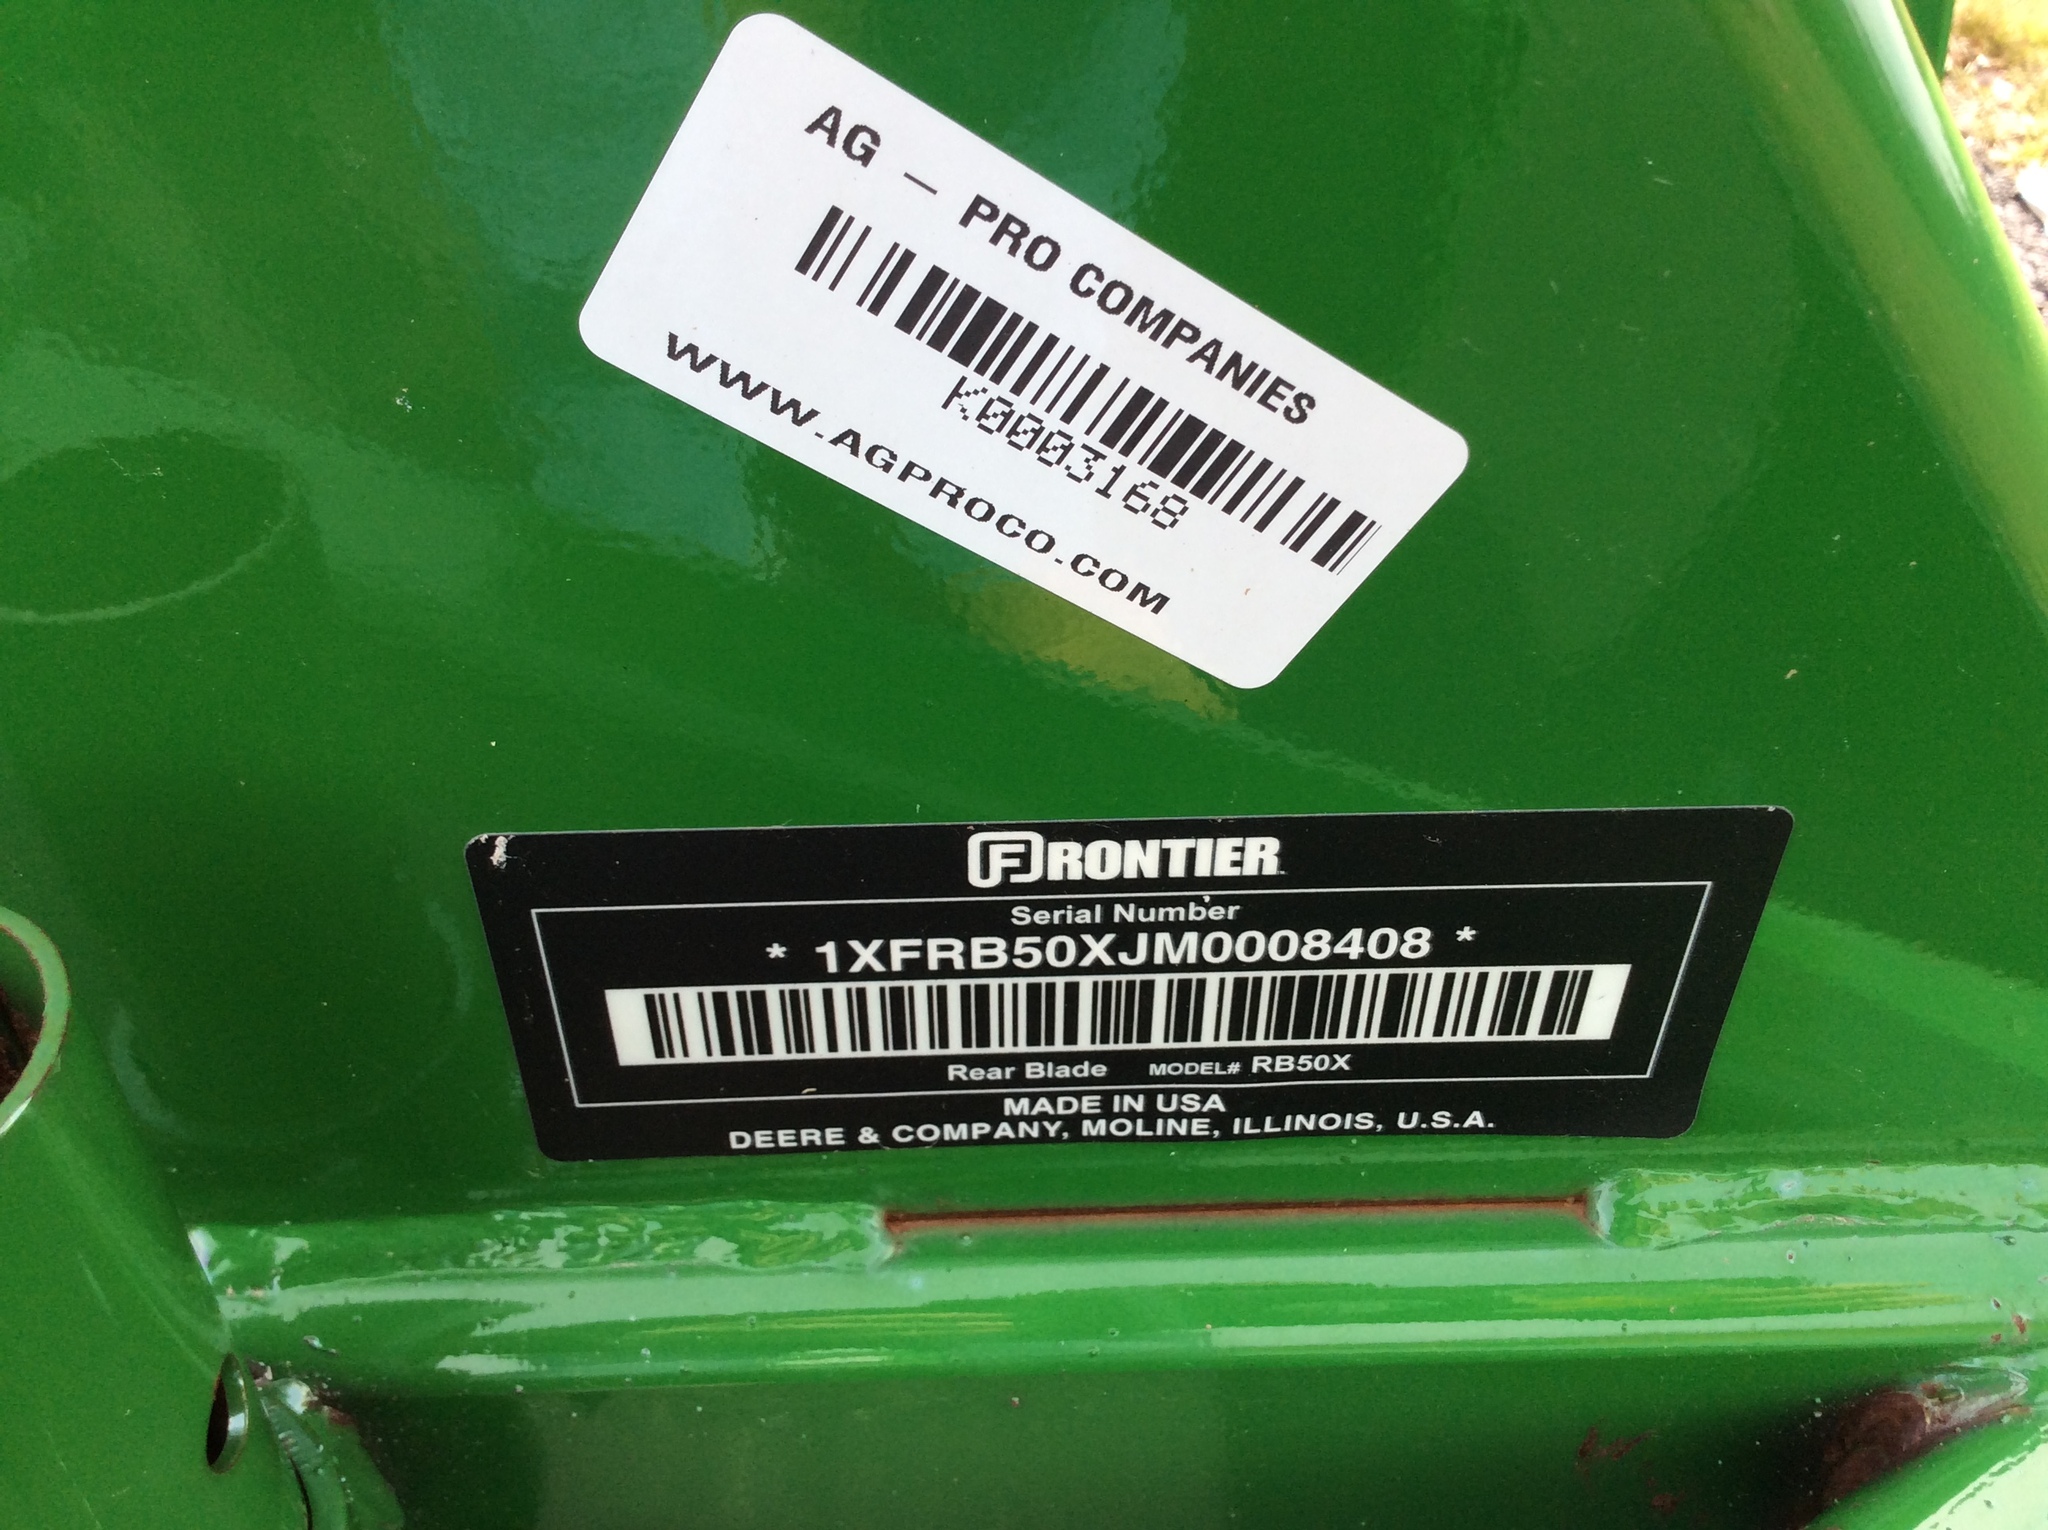 AG - PRO COMPANIES
K0003168
WWW.AGPROCO.COM
FRONTIER
Serial Number
* 1XFRB50XJM0008408 *
Rear Blade MODEL# RB50X
MADE IN USA
DEERE & COMPANY, MOLINE, ILLINOIS, U.S.A.